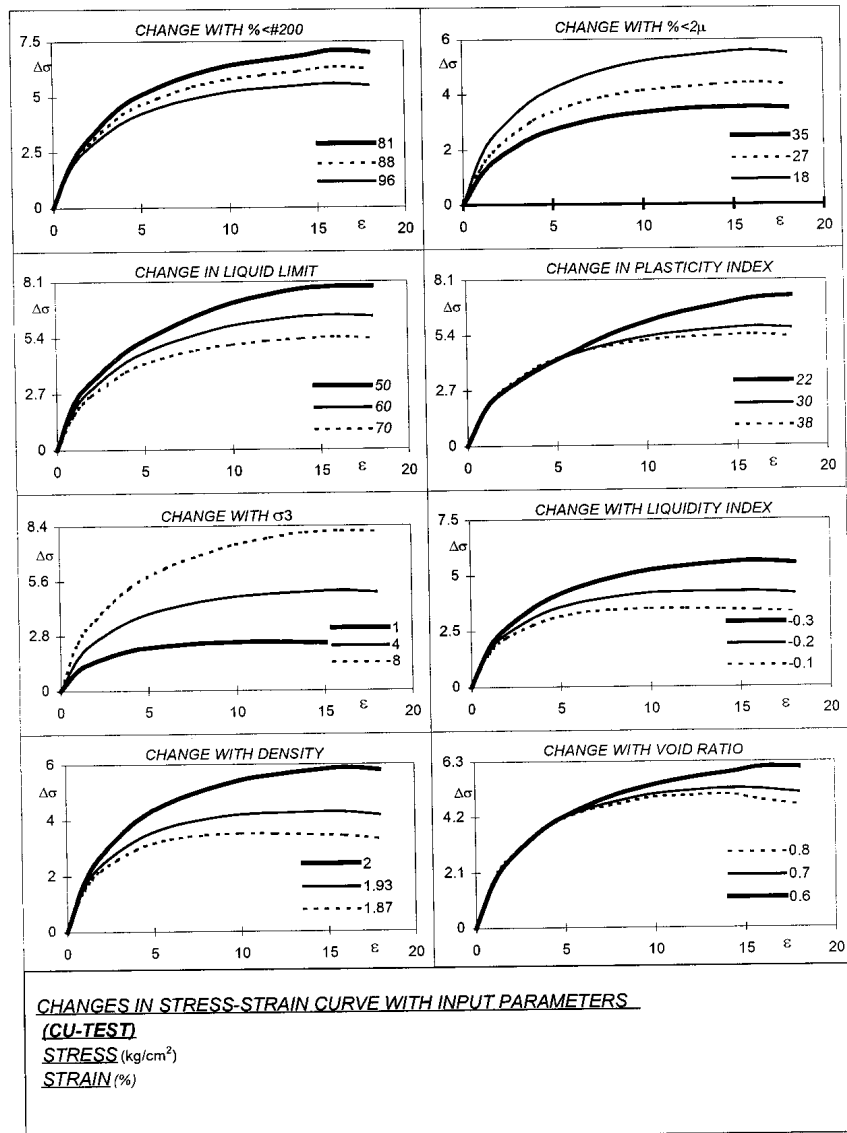 CHANGE WITH %<#200
7.5
Δσ
5
2.5
0
81
88
96
0 5 10 15 ε 20
CHANGE WITH %<2μ
6
Δσ
4
2
0
35
27
18
0 5 10 15 ε 20
CHANGE IN LIQUID LIMIT
8.1
Δσ
5.4
2.7
0
50
60
70
0 5 10 15 ε 20
CHANGE IN PLASTICITY INDEX
8.1
Δσ
5.4
2.7
0
22
30
38
0 5 10 15 ε 20
CHANGE WITH σ3
8.4
Δσ
5.6
2.8
0
1
4
8
0 5 10 15 ε 20
CHANGE WITH LIQUIDITY INDEX
7.5
Δσ
5
2.5
0
-0.3
-0.2
-0.1
0 5 10 15 ε 20
CHANGE WITH DENSITY
6
Δσ
4
2
0
2
1.93
1.87
0 5 10 15 ε 20
CHANGE WITH VOID RATIO
6.3
Δσ
4.2
2.1
0
0.8
0.7
0.6
0 5 10 15 ε 20
CHANGES IN STRESS-STRAIN CURVE WITH INPUT PARAMETERS
(CU-TEST)
STRESS (kg/cm²)
STRAIN (%)